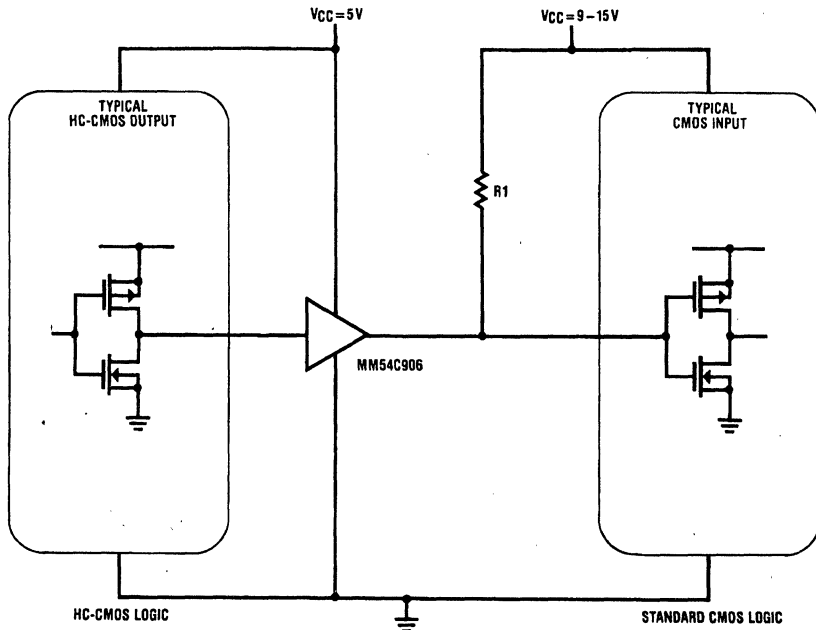 VCC=5V
VCC=9–15V
TYPICAL
HC-CMOS OUTPUT
TYPICAL
CMOS INPUT
R1
MM54C906
HC-CMOS LOGIC
STANDARD CMOS LOGIC